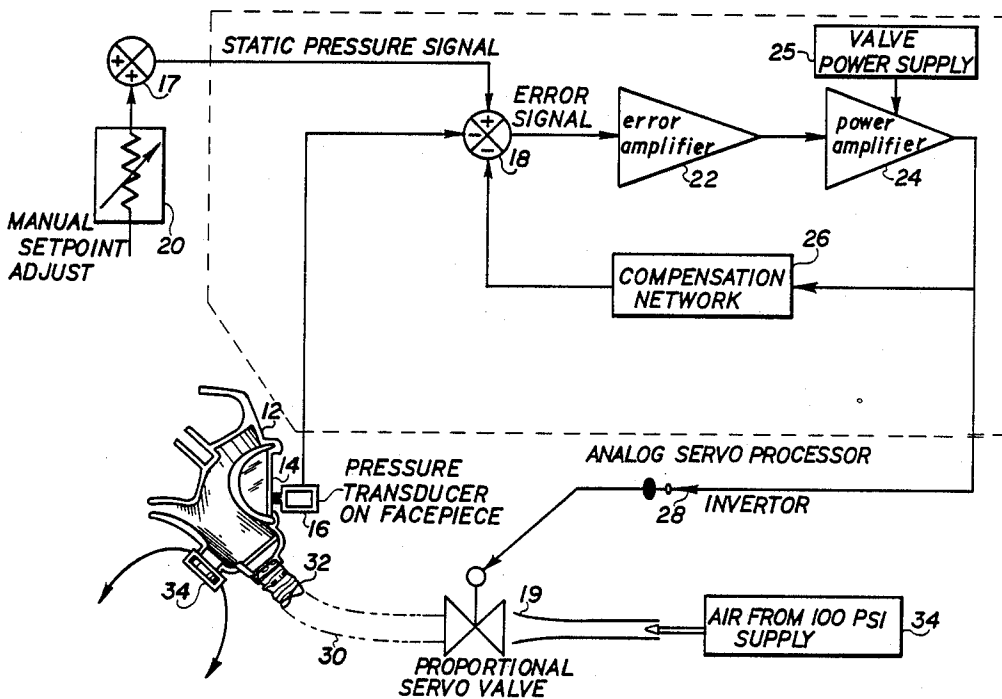 STATIC PRESSURE SIGNAL
17
+
+
MANUAL
SETPOINT
ADJUST
20
+
-
-
18
ERROR
SIGNAL
error
amplifier
22
25
VALVE
POWER SUPPLY
power
amplifier
24
26
COMPENSATION
NETWORK
12
14
16
PRESSURE
TRANSDUCER
ON FACEPIECE
ANALOG SERVO PROCESSOR
28
INVERTOR
34
32
30
19
PROPORTIONAL
SERVO VALVE
AIR FROM 100 PSI
SUPPLY
34